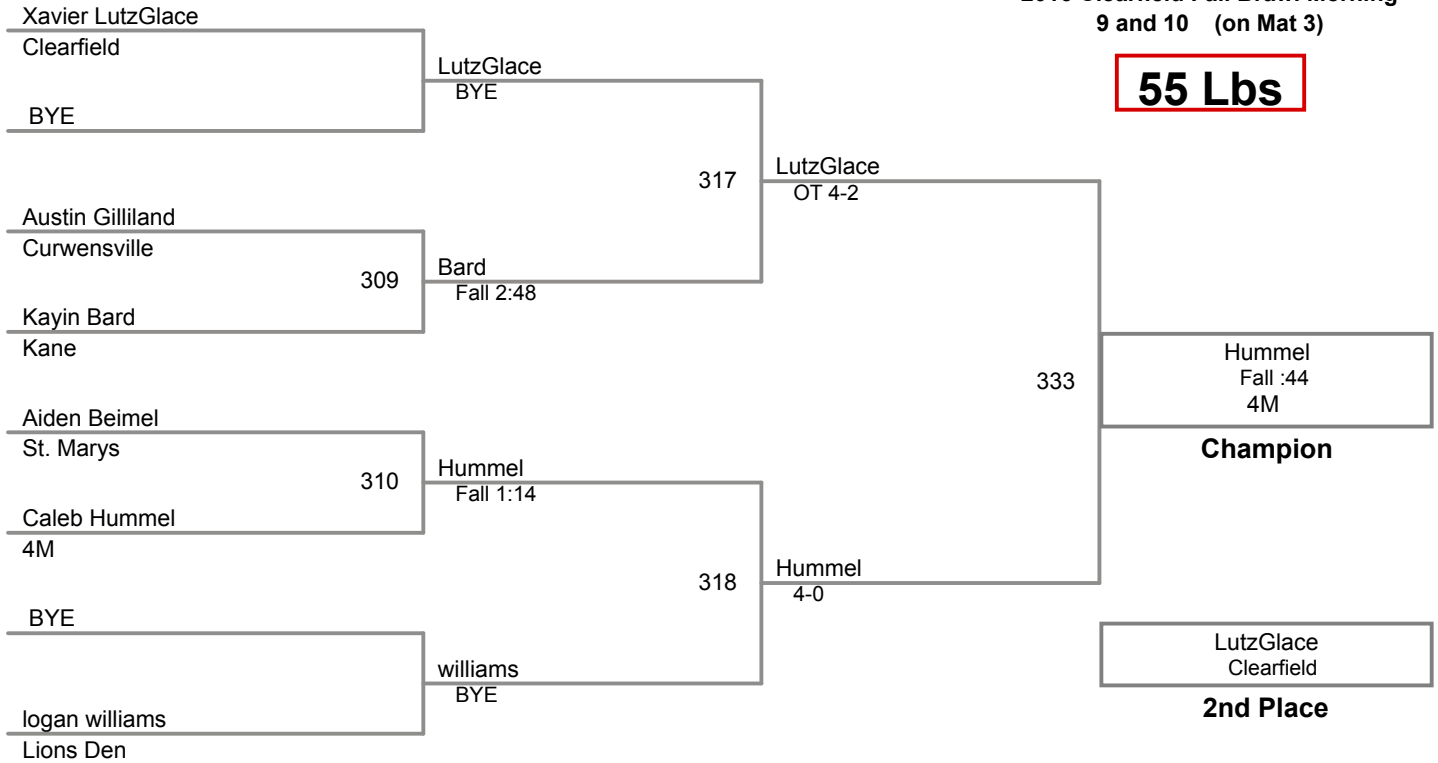 Xavier LutzGlace
Clearfield
BYE
Austin Gilliland
Curwensville
309
Kayin Bard
Kane
Aiden Beimel
St. Marys
310
Caleb Hummel
4M
BYE
logan williams
Lions Den
LutzGlace
BYE
317
Bard
Fall 2:48
Hummel
Fall 1:14
318
williams
BYE
LutzGlace
OT 4-2
333
Hummel
4-0
9 and 10 (on Mat 3)
55 Lbs
Hummel
Fall :44
4M
Champion
LutzGlace
Clearfield
2nd Place